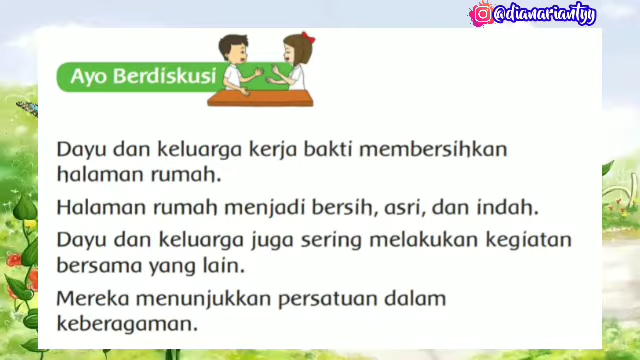 @dianariantyy
Ayo Berdiskusi
Dayu dan keluarga kerja bakti membersihkan
halaman rumah.
Halaman rumah menjadi bersih, asri, dan indah.
Dayu dan keluarga juga sering melakukan kegiatan
bersama yang lain.
Mereka menunjukkan persatuan dalam
keberagaman.